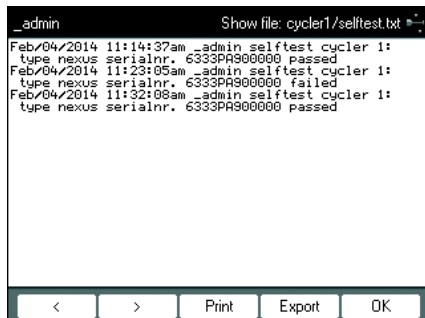 _admin Show file: cycler1/selftest.txt
Feb/04/2014 11:14:37am _admin selftest cycler 1:
type nexus serialnr. 6333PA900000 passed
Feb/04/2014 11:23:05am _admin selftest cycler 1:
type nexus serialnr. 6333PA900000 failed
Feb/04/2014 11:32:08am _admin selftest cycler 1:
type nexus serialnr. 6333PA900000 passed
< > Print Export OK